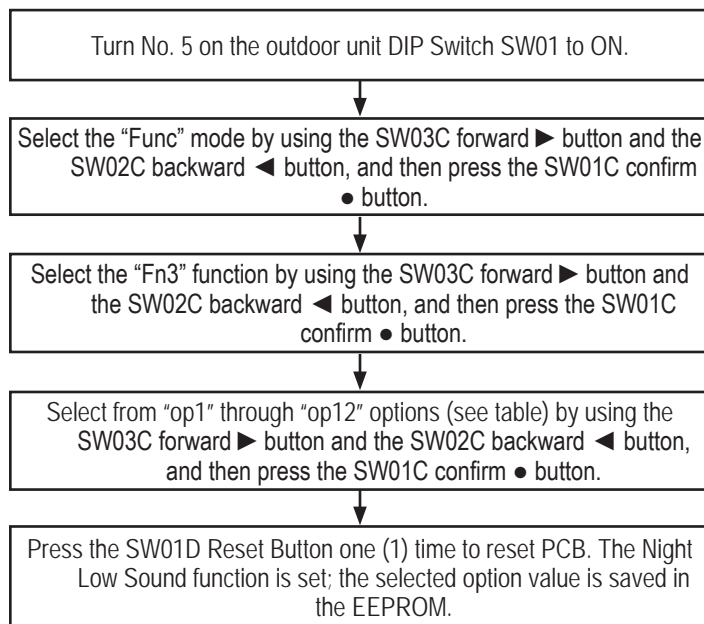 Turn No. 5 on the outdoor unit DIP Switch SW01 to ON.
Select the “Func” mode by using the SW03C forward ► button and the
SW02C backward ◄ button, and then press the SW01C confirm
● button.
Select the “Fn3” function by using the SW03C forward ► button and
the SW02C backward ◄ button, and then press the SW01C
confirm ● button.
Select from “op1” through “op12” options (see table) by using the
SW03C forward ► button and the SW02C backward ◄ button,
and then press the SW01C confirm ● button.
Press the SW01D Reset Button one (1) time to reset PCB. The Night
Low Sound function is set; the selected option value is saved in
the EEPROM.